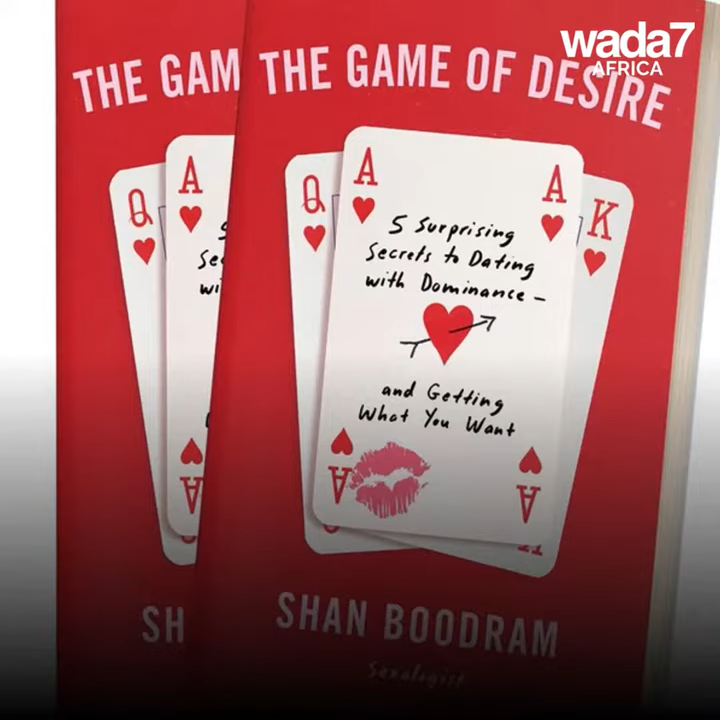 wada7
AFRICA
THE GAM
THE GAME OF DESIRE
Q
A
Q
A
A
K
5 Surprising
Secrets to Dating
with Dominance –
and Getting
What You Want
A
A
A
SH
SHAN BOODRAM
Sexologist